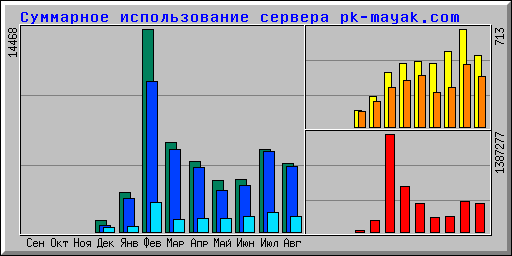 Суммарное использование сервера pk-mayak.com
14468
713
1387277
Сен Окт Ноя Дек Янв Фев Мар Апр Май Июн Июл Авг